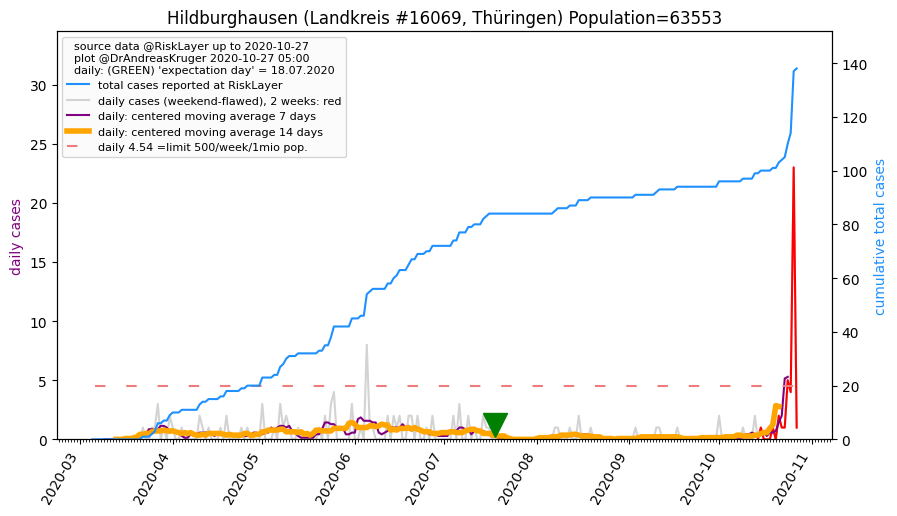 Hildburghausen (Landkreis #16069, Thüringen) Population=63553
source data @RiskLayer up to 2020-10-27
plot @DrAndreasKruger 2020-10-27 05:00
daily: (GREEN) 'expectation day' = 18.07.2020
total cases reported at RiskLayer
daily cases (weekend-flawed), 2 weeks: red
daily: centered moving average 7 days
daily: centered moving average 14 days
daily 4.54 =limit 500/week/1mio pop.
daily cases
30
25
20
15
10
5
0
cumulative total cases
140
120
100
80
60
40
20
0
2020-03
2020-04
2020-05
2020-06
2020-07
2020-08
2020-09
2020-10
2020-11